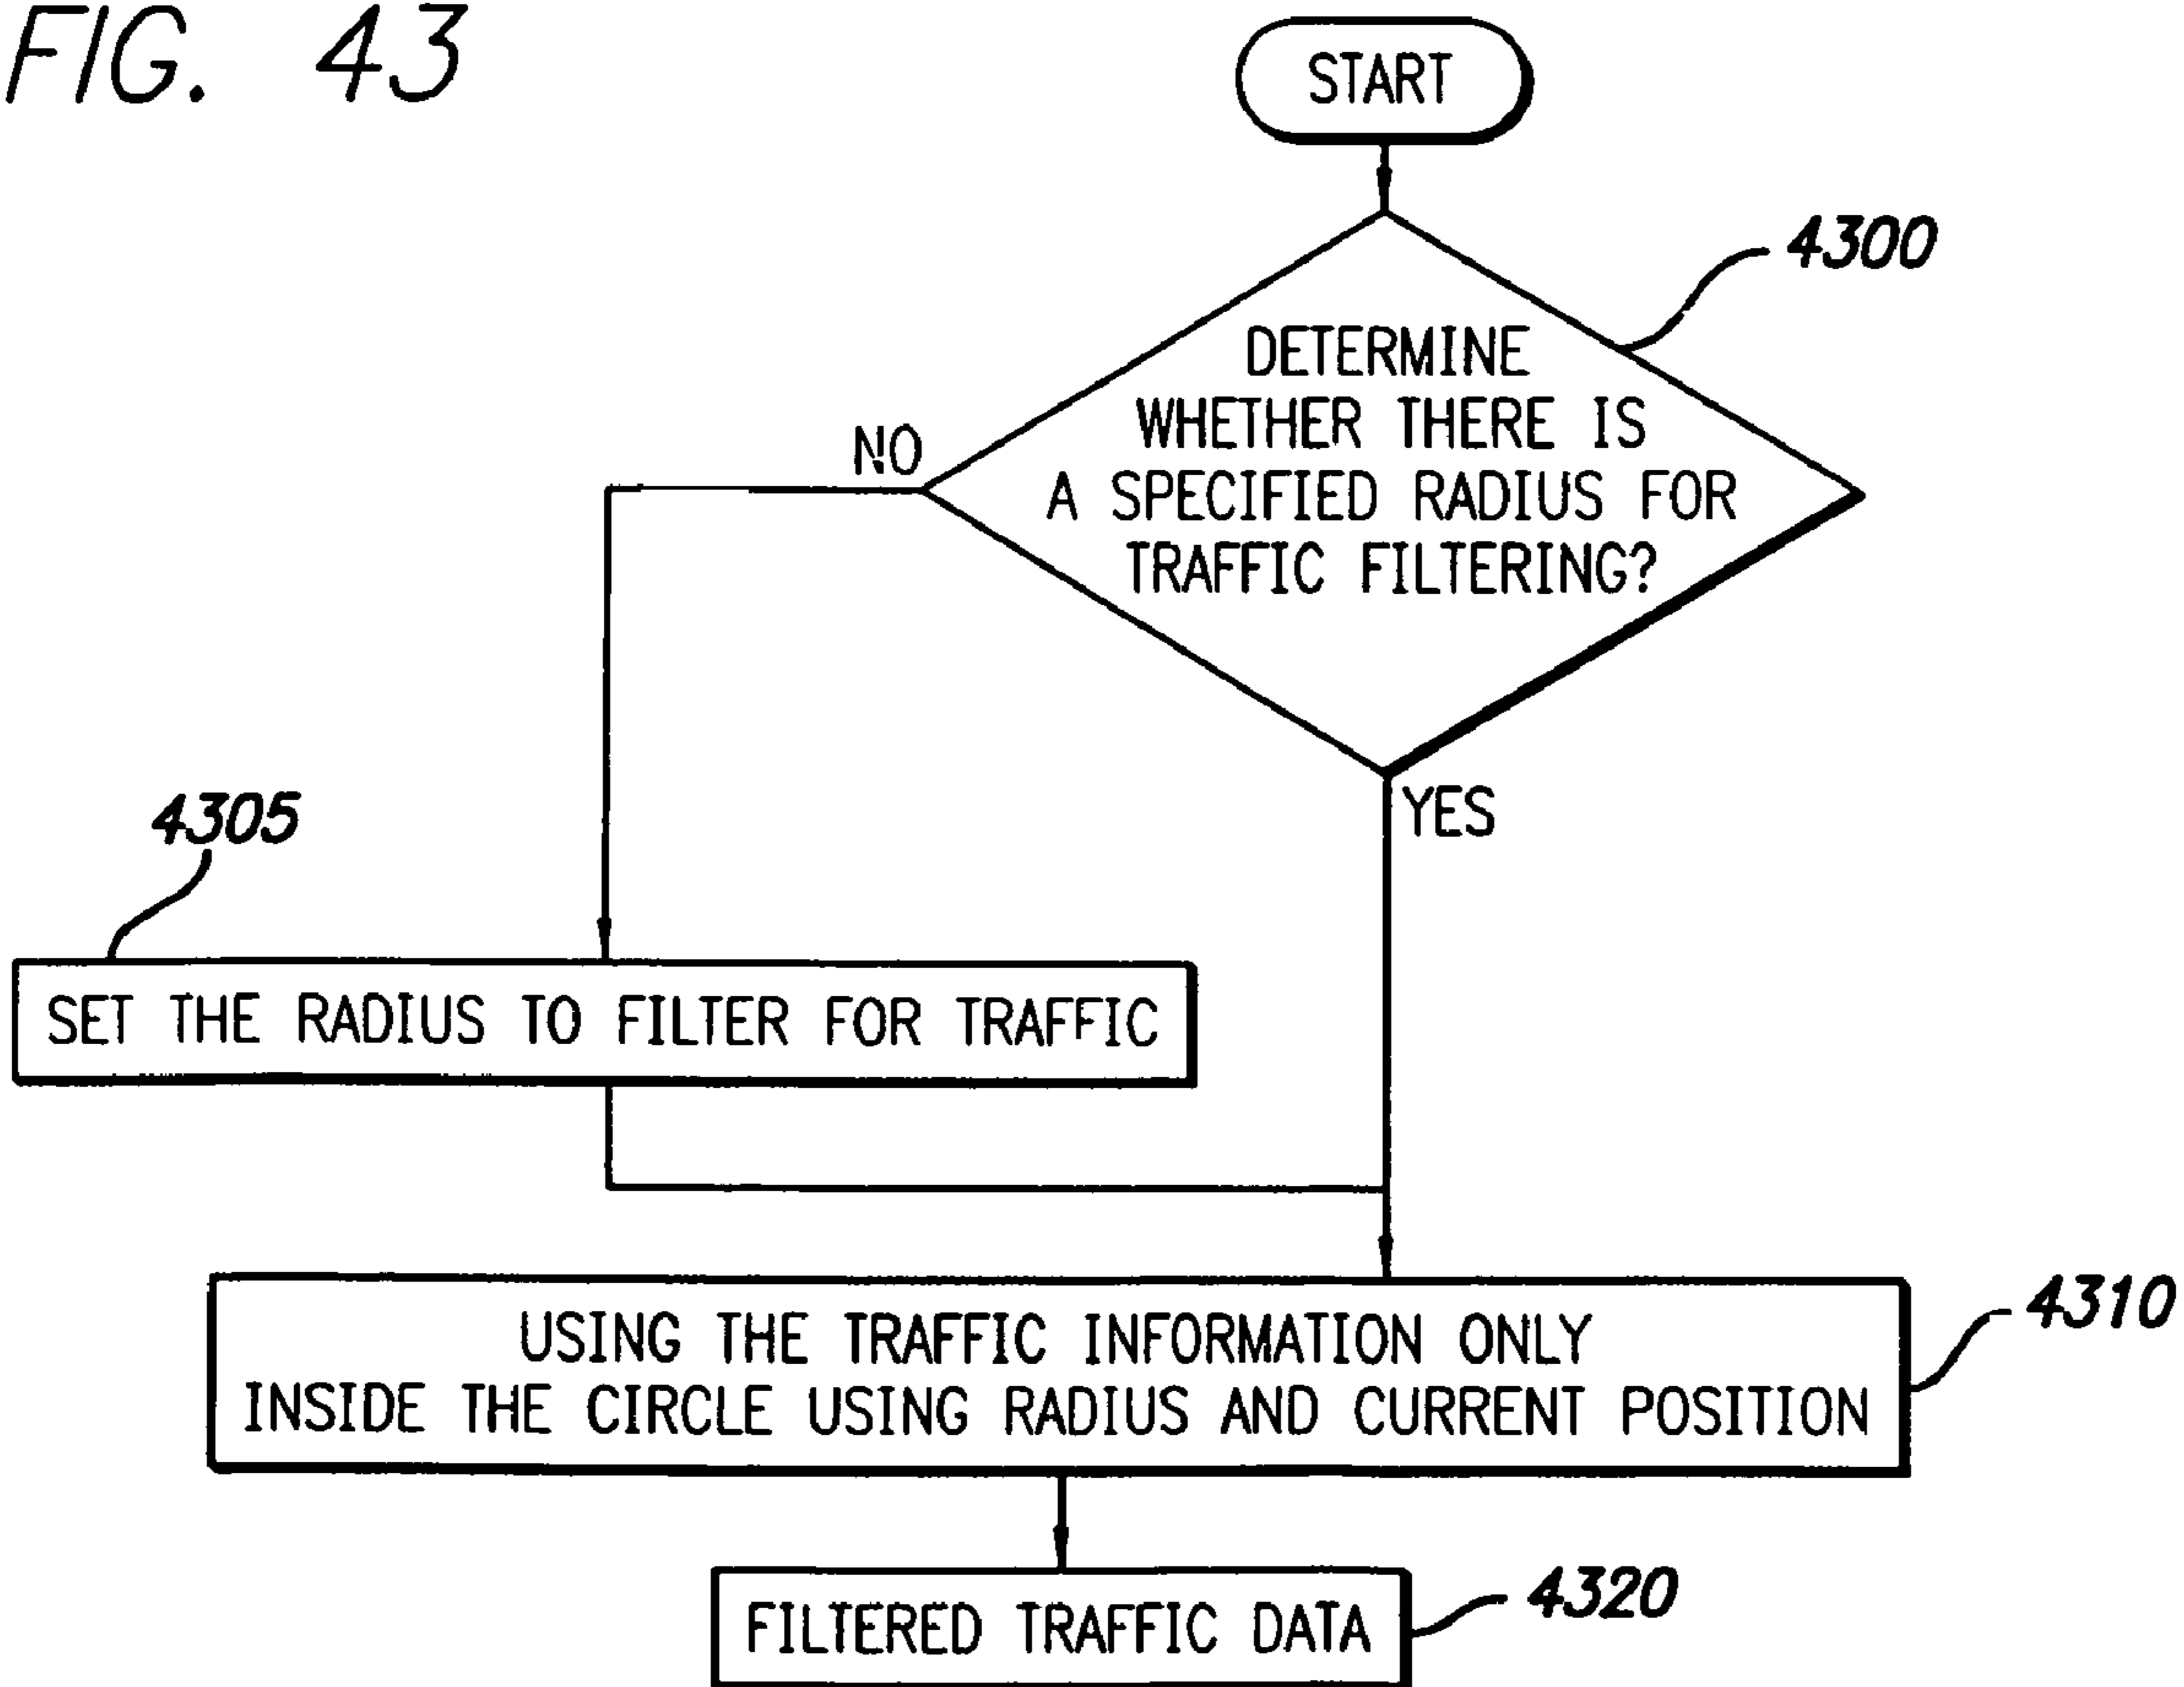 FIG. 43
START
4300
DETERMINE
WHETHER THERE IS
A SPECIFIED RADIUS FOR
TRAFFIC FILTERING?
NO
YES
4305
SET THE RADIUS TO FILTER FOR TRAFFIC
4310
USING THE TRAFFIC INFORMATION ONLY
INSIDE THE CIRCLE USING RADIUS AND CURRENT POSITION
4320
FILTERED TRAFFIC DATA